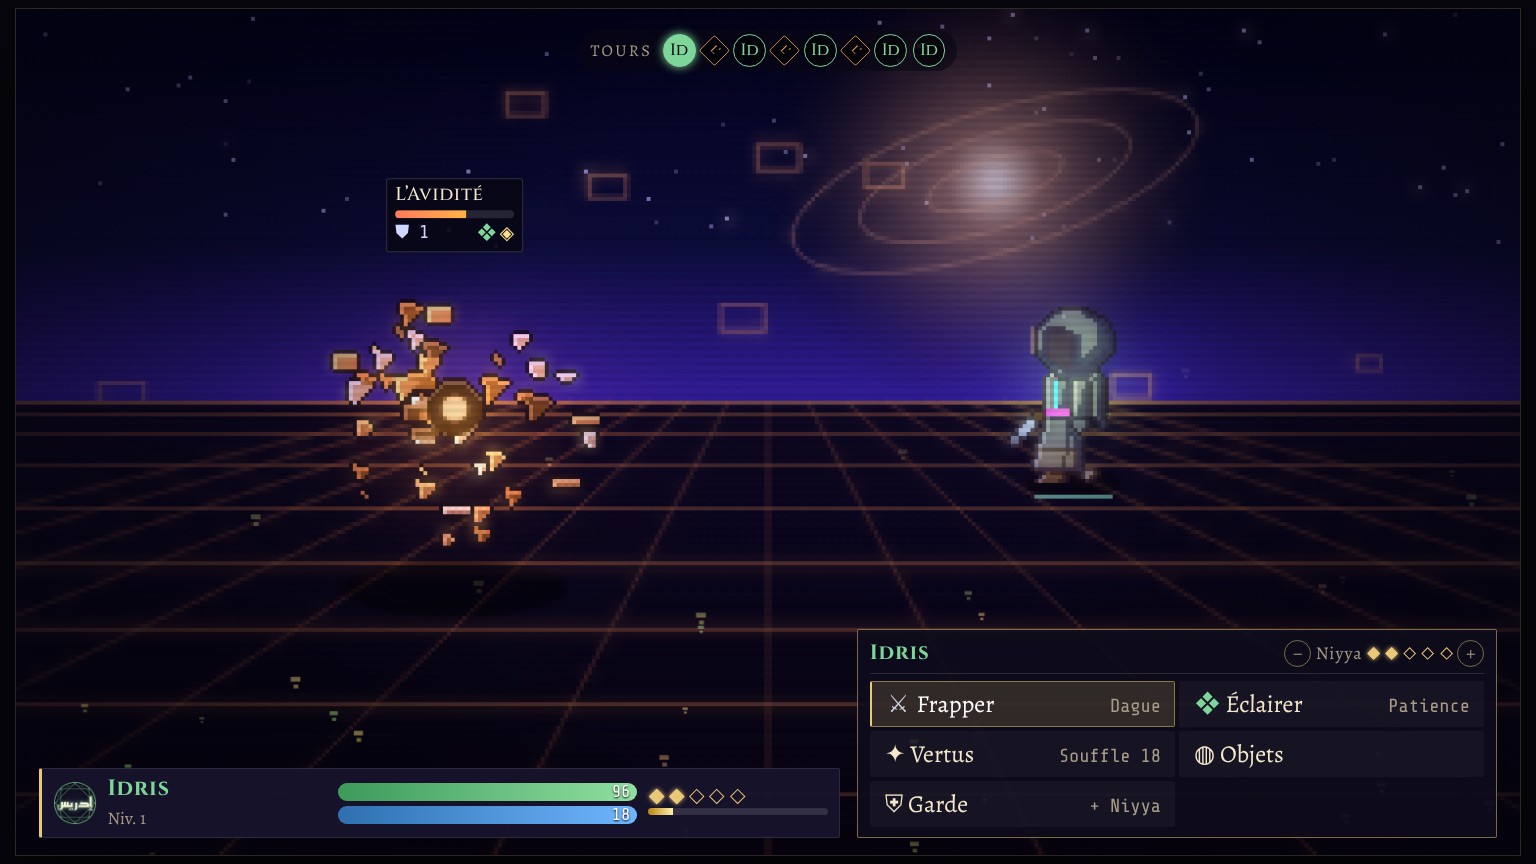 TOURS ID ID ID ID ID
L'AVIDITÉ
1
IDRIS
Niyya
Frapper Dague
Éclairer Patience
Vertus Souffle 18
Objets
Garde + Niyya
إدريس
IDRIS
Niv. 1
96
18